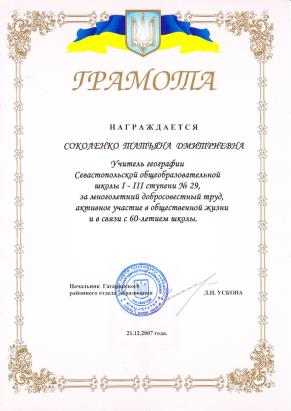 ГРАМОТА
НАГРАЖДАЕТСЯ
СОКОЛЕНКО ТАТЬЯНА ДМИТРИЕВНА
Учитель географии
Севастопольской общеобразовательной
школы I - III ступени № 29,
за многолетний добросовестный труд,
активное участие в общественной жизни
и в связи с 60-летием школы.
Начальник Гагаринского
районного отдела образования
Л.Н. УСКОВА
21.12.2007 года.